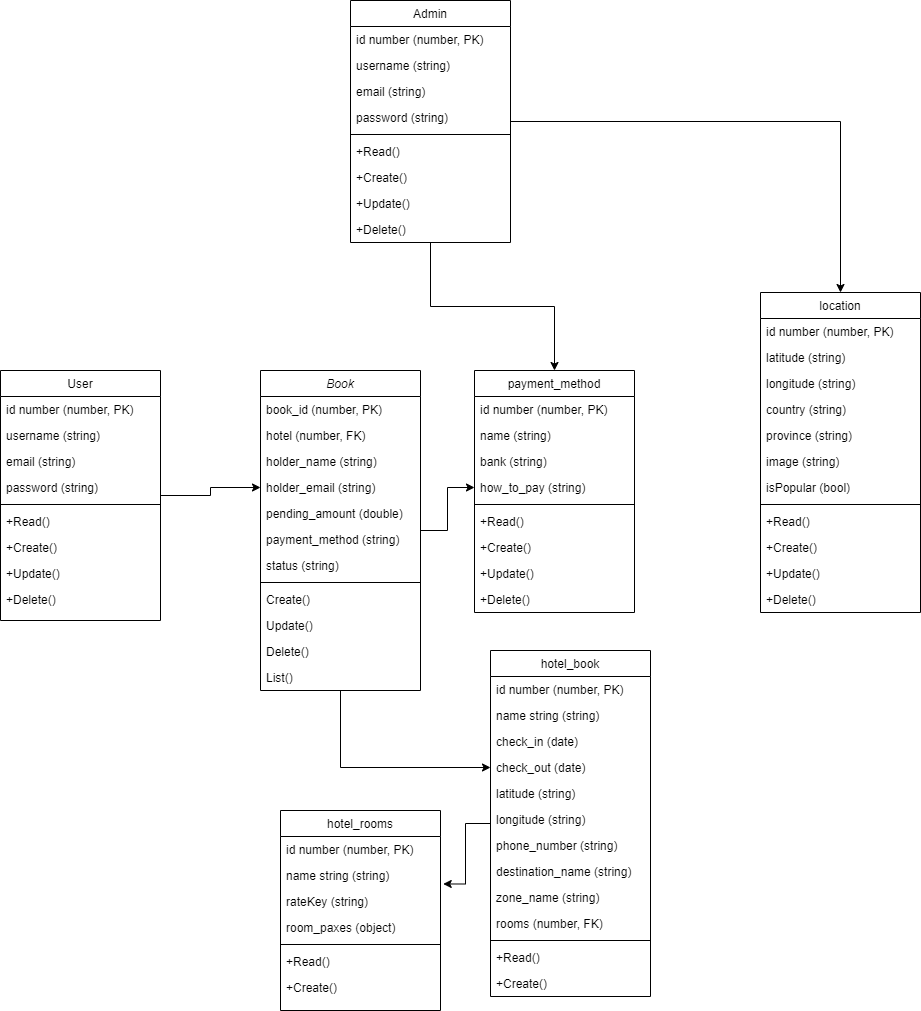 Admin
id number (number, PK)
username (string)
email (string)
password (string)
+Read()
+Create()
+Update()
+Delete()
location
id number (number, PK)
latitude (string)
longitude (string)
country (string)
province (string)
image (string)
isPopular (bool)
+Read()
+Create()
+Update()
+Delete()
User
id number (number, PK)
username (string)
email (string)
password (string)
+Read()
+Create()
+Update()
+Delete()
Book
book_id (number, PK)
hotel (number, FK)
holder_name (string)
holder_email (string)
pending_amount (double)
payment_method (string)
status (string)
Create()
Update()
Delete()
List()
payment_method
id number (number, PK)
name (string)
bank (string)
how_to_pay (string)
+Read()
+Create()
+Update()
+Delete()
hotel_book
id number (number, PK)
name string (string)
check_in (date)
check_out (date)
latitude (string)
longitude (string)
phone_number (string)
destination_name (string)
zone_name (string)
rooms (number, FK)
+Read()
+Create()
hotel_rooms
id number (number, PK)
name string (string)
rateKey (string)
room_paxes (object)
+Read()
+Create()